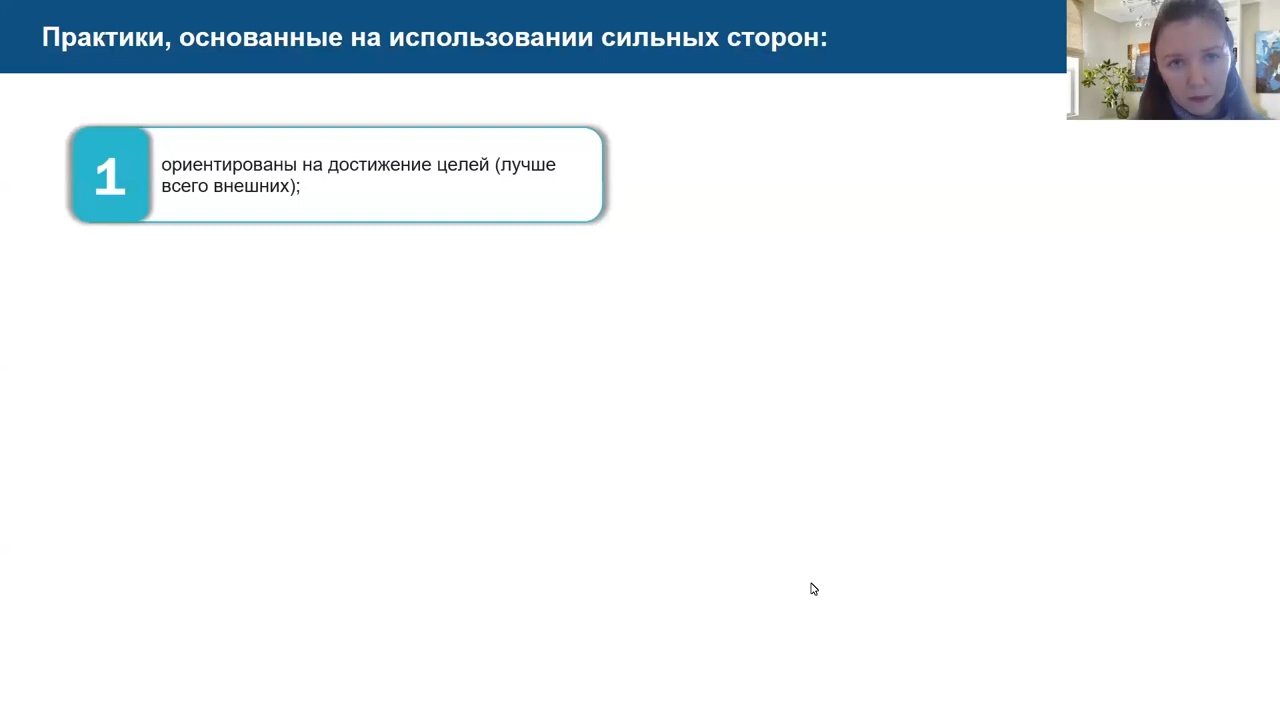 Практики, основанные на использовании сильных сторон:
1
ориентированы на достижение целей (лучше
всего внешних);